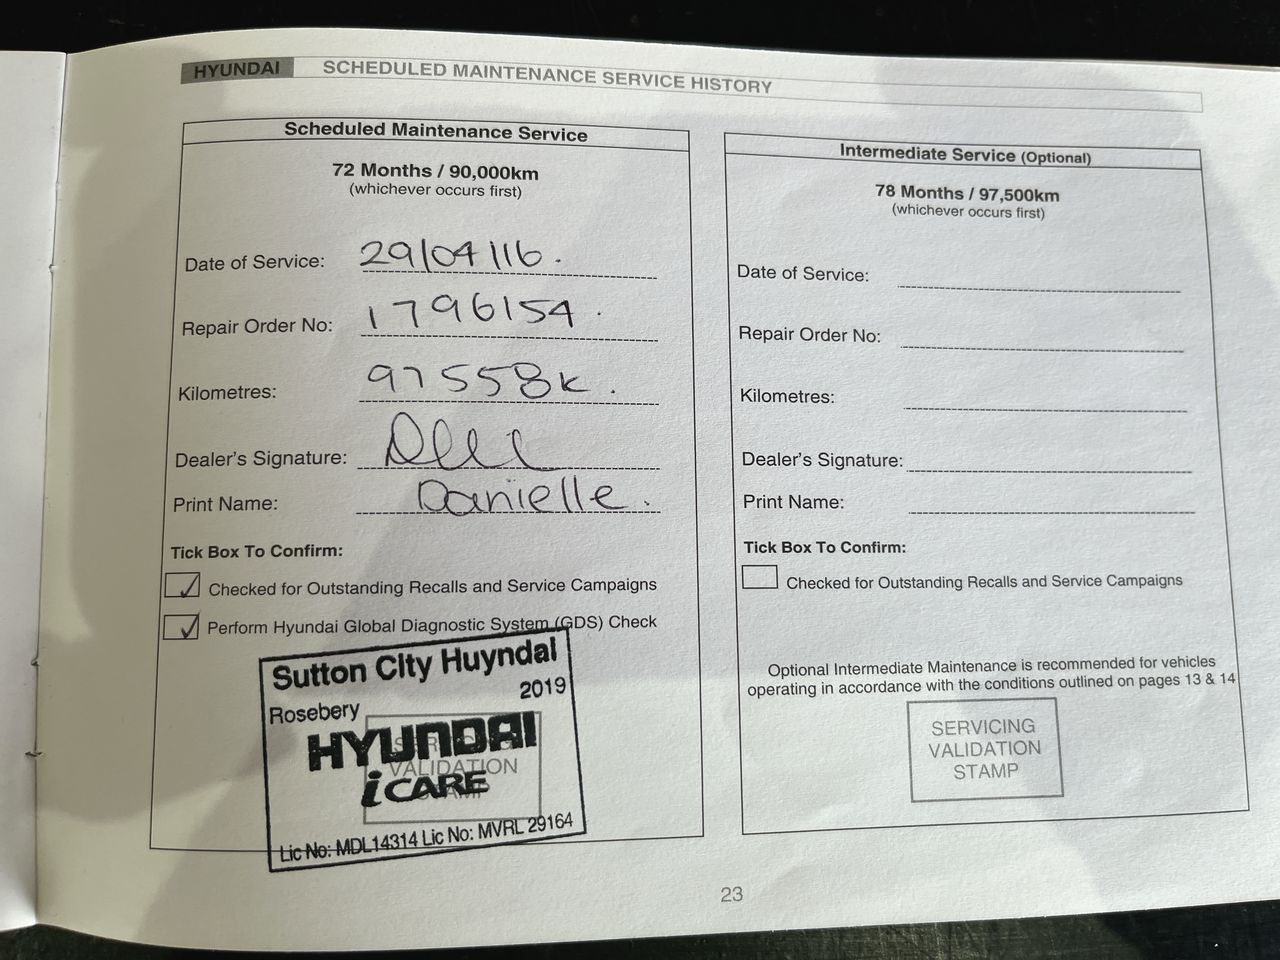 HYUNDAI SCHEDULED MAINTENANCE SERVICE HISTORY
Scheduled Maintenance Service
72 Months / 90,000km
(whichever occurs first)
Date of Service: 29/04/16.
Repair Order No: 1796154.
Kilometres: 97558k.
Dealer's Signature:
Print Name: Danielle.
Tick Box To Confirm:
Checked for Outstanding Recalls and Service Campaigns
Perform Hyundai Global Diagnostic System (GDS) Check
Sutton City Huyndai
2019
Rosebery
HYUNDAI
VALIDATION
iCARE
Lic No: MDL14314 Lic No: MVRL 29164
Intermediate Service (Optional)
78 Months / 97,500km
(whichever occurs first)
Date of Service:
Repair Order No:
Kilometres:
Dealer's Signature:
Print Name:
Tick Box To Confirm:
Checked for Outstanding Recalls and Service Campaigns
Optional Intermediate Maintenance is recommended for vehicles
operating in accordance with the conditions outlined on pages 13 & 14
SERVICING
VALIDATION
STAMP
23